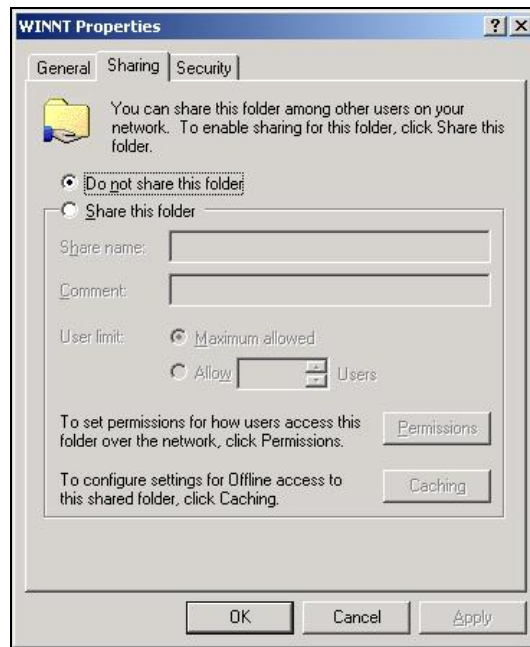 WINNT Properties
General Sharing Security
You can share this folder among other users on your
network. To enable sharing for this folder, click Share this
folder.
Do not share this folder
Share this folder
Share name:
Comment:
User limit: Maximum allowed
Allow Users
To set permissions for how users access this
folder over the network, click Permissions.
Permissions
To configure settings for Offline access to
this shared folder, click Caching.
Caching
OK Cancel Apply